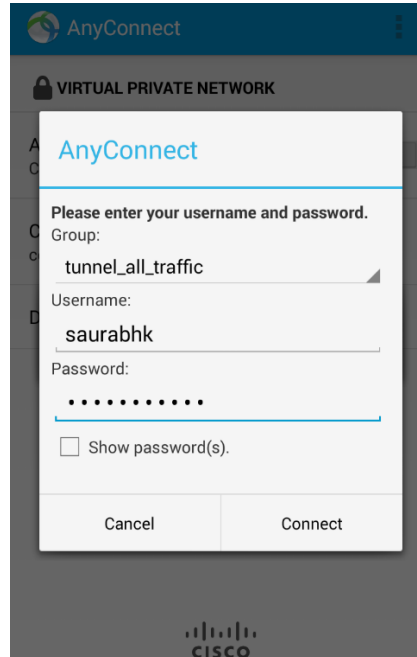 AnyConnect
VIRTUAL PRIVATE NETWORK
AnyConnect
Please enter your username and password.
Group:
tunnel_all_traffic
Username:
saurabhk
Password:
•••••••••••
Show password(s).
Cancel Connect
CISCO